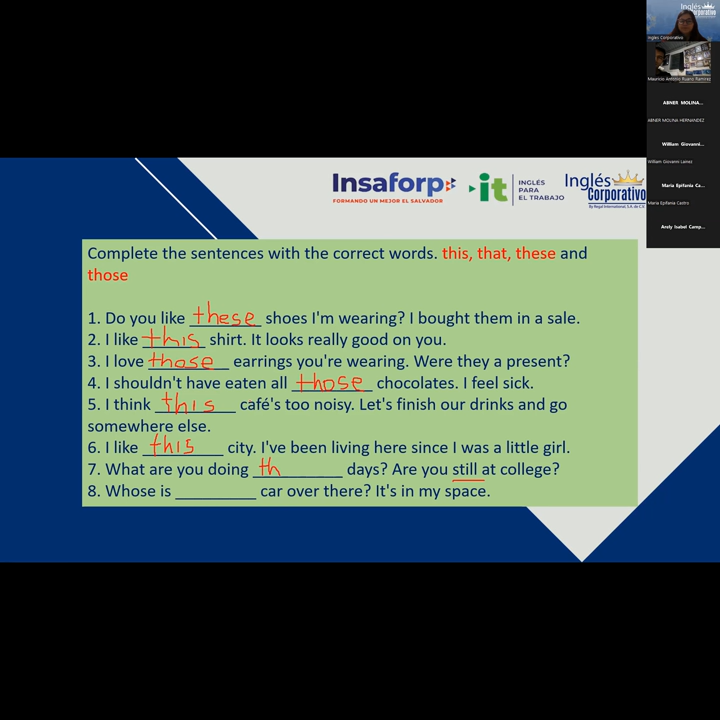 Inglés Corporativo
Ingles Corporativo
Mauricio Antonio Ruano Ramirez
ABNER MOLINA...
ABNER MOLINA HERNANDEZ
William Giovanni...
William Giovanni Lainez
Maria Epifania Ca...
Maria Epifania Castro
Arely Isabel Camp...
Insaforp
FORMANDO UN MEJOR EL SALVADOR
it
INGLÉS
PARA
EL TRABAJO
Inglés
Corporativo
By Regal International, S.A. de C.V.
Complete the sentences with the correct words. this, that, these and
those
1. Do you like these shoes I'm wearing? I bought them in a sale.
2. I like this shirt. It looks really good on you.
3. I love those earrings you're wearing. Were they a present?
4. I shouldn't have eaten all those chocolates. I feel sick.
5. I think this café's too noisy. Let's finish our drinks and go
somewhere else.
6. I like this city. I've been living here since I was a little girl.
7. What are you doing th days? Are you still at college?
8. Whose is ________ car over there? It's in my space.